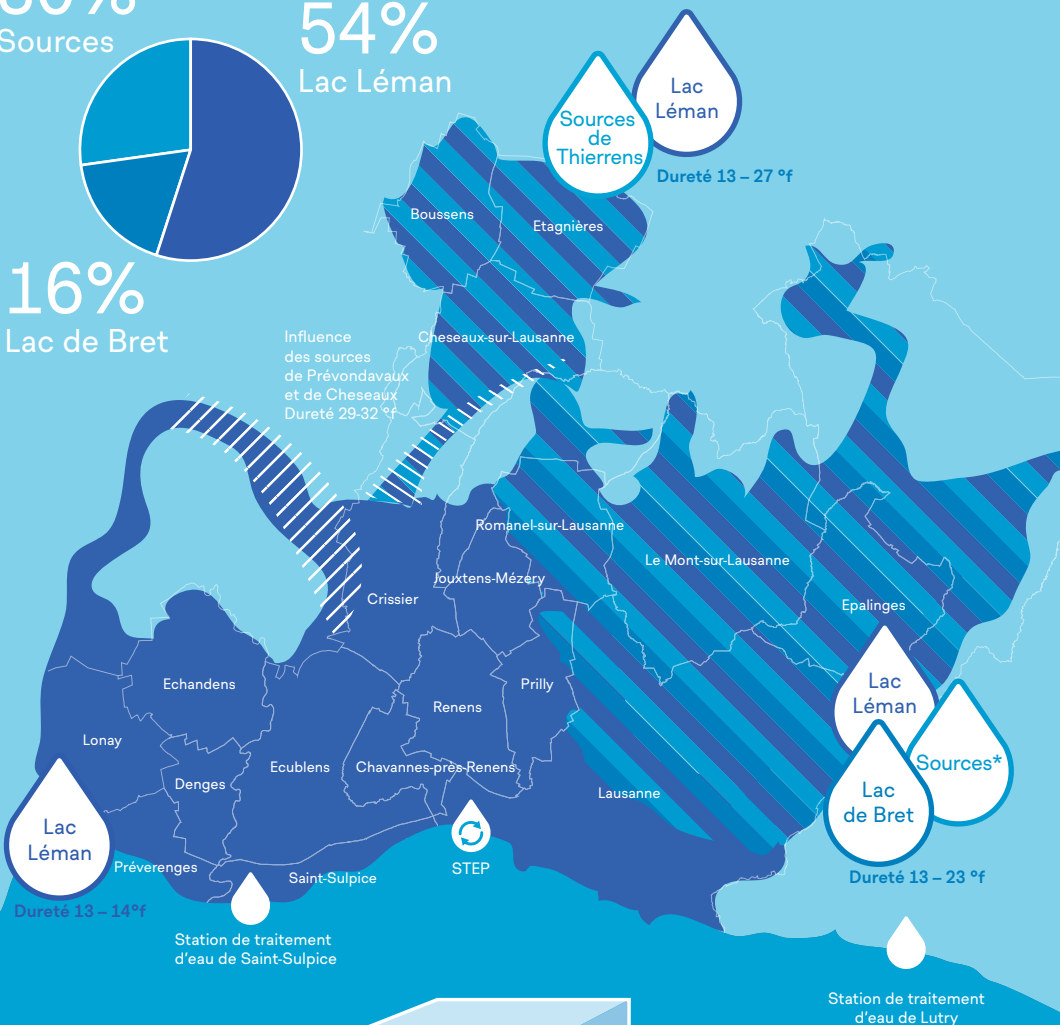 Sources
54%
Lac Léman
16%
Lac de Bret
Sources
de
Thierrens
Lac
Léman
Dureté 13 – 27 °f
Boussens
Etagnières
Cheseaux-sur-Lausanne
Influence
des sources
de Prévondavaux
et de Cheseaux
Dureté 29-32 °f
Romanel-sur-Lausanne
Le Mont-sur-Lausanne
Jouxtens-Mézery
Crissier
Epalinges
Echandens
Prilly
Renens
Lonay
Denges
Ecublens
Chavannes-près-Renens
Lausanne
Lac
Léman
Sources*
Lac
de Bret
Dureté 13 – 23 °f
Lac
Léman
Dureté 13 – 14°f
Préverenges
Saint-Sulpice
STEP
Station de traitement
d'eau de Saint-Sulpice
Station de traitement
d'eau de Lutry